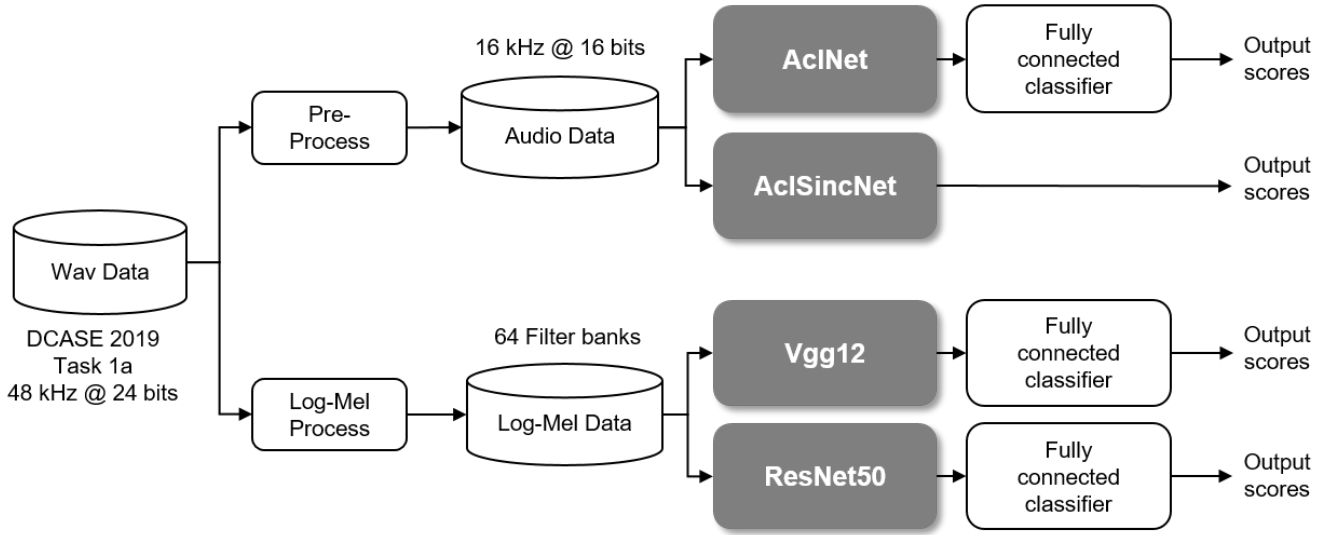 16 kHz @ 16 bits
AclNet
Fully
connected
classifier
Output
scores
Pre-
Process
Audio Data
AclSincNet
Output
scores
Wav Data
DCASE 2019
Task 1a
48 kHz @ 24 bits
64 Filter banks
Vgg12
Fully
connected
classifier
Output
scores
Log-Mel
Process
Log-Mel Data
ResNet50
Fully
connected
classifier
Output
scores